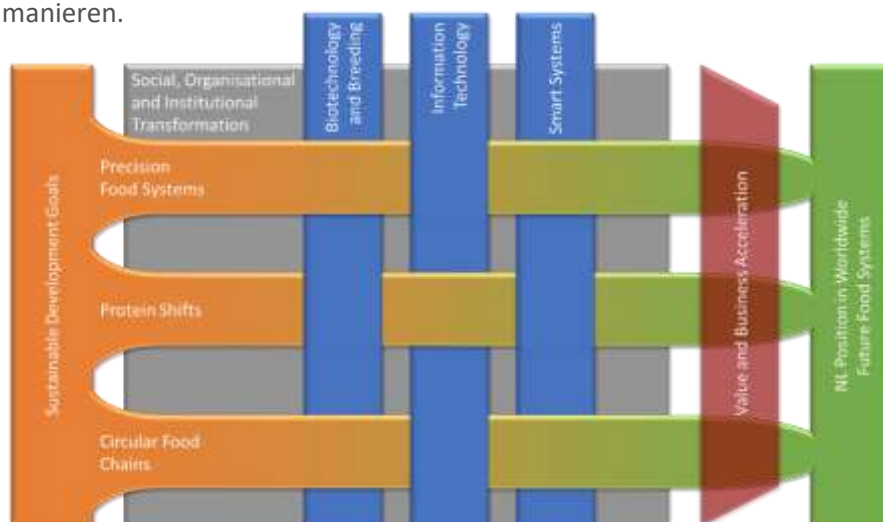 manieren.
Social, Organisational
and Institutional
Transformation
Biotechnology
and Breeding
Information
Technology
Smart Systems
Precision
Food Systems
Protein Shifts
Circular Food
Chains
Sustainable Development Goals
Value and Business Acceleration
NL Position in Worldwide
Future Food Systems